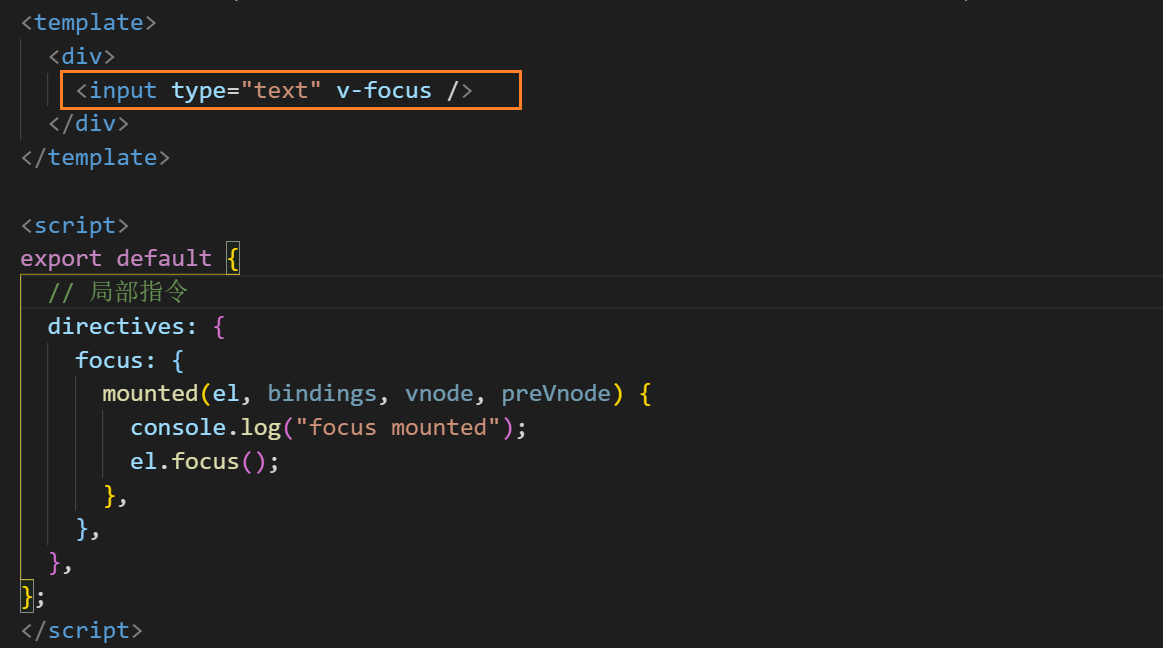 <template>
  <div>
    <input type="text" v-focus />
  </div>
</template>

<script>
export default {
  // 局部指令
  directives: {
    focus: {
      mounted(el, bindings, vnode, preVnode) {
        console.log("focus mounted");
        el.focus();
      },
    },
  },
};
</script>